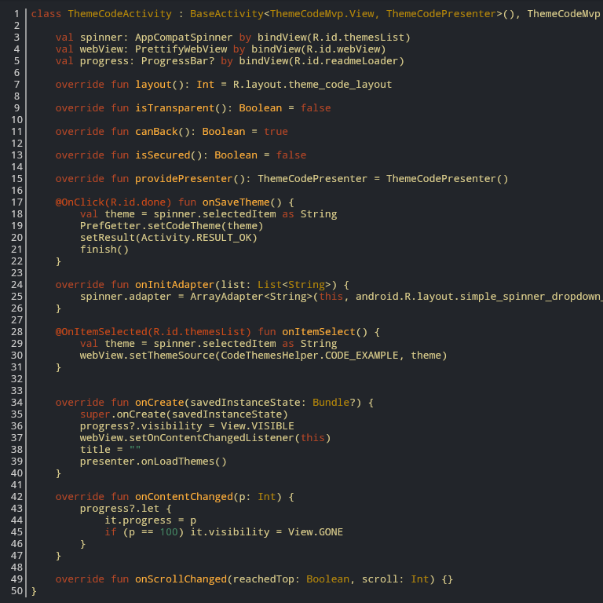 1 class ThemeCodeActivity : BaseActivity<ThemeCodeMvp.View, ThemeCodePresenter>(), ThemeCodeMvp
2
3     val spinner: AppCompatSpinner by bindView(R.id.themesList)
4     val webView: PrettifyWebView by bindView(R.id.webView)
5     val progress: ProgressBar? by bindView(R.id.readmeLoader)
6
7     override fun layout(): Int = R.layout.theme_code_layout
8
9     override fun isTransparent(): Boolean = false
10
11     override fun canBack(): Boolean = true
12
13     override fun isSecured(): Boolean = false
14
15     override fun providePresenter(): ThemeCodePresenter = ThemeCodePresenter()
16
17     @OnClick(R.id.done) fun onSaveTheme() {
18         val theme = spinner.selectedItem as String
19         PrefGetter.setCodeTheme(theme)
20         setResult(Activity.RESULT_OK)
21         finish()
22     }
23
24     override fun onInitAdapter(list: List<String>) {
25         spinner.adapter = ArrayAdapter<String>(this, android.R.layout.simple_spinner_dropdown_
26     }
27
28     @OnItemSelected(R.id.themesList) fun onItemSelect() {
29         val theme = spinner.selectedItem as String
30         webView.setThemeSource(CodeThemesHelper.CODE_EXAMPLE, theme)
31     }
32
33
34     override fun onCreate(savedInstanceState: Bundle?) {
35         super.onCreate(savedInstanceState)
36         progress?.visibility = View.VISIBLE
37         webView.setOnContentChangedListener(this)
38         title = ""
39         presenter.onLoadThemes()
40     }
41
42     override fun onContentChanged(p: Int) {
43         progress?.let {
44             it.progress = p
45             if (p == 100) it.visibility = View.GONE
46         }
47     }
48
49     override fun onScrollChanged(reachedTop: Boolean, scroll: Int) {}
50 }